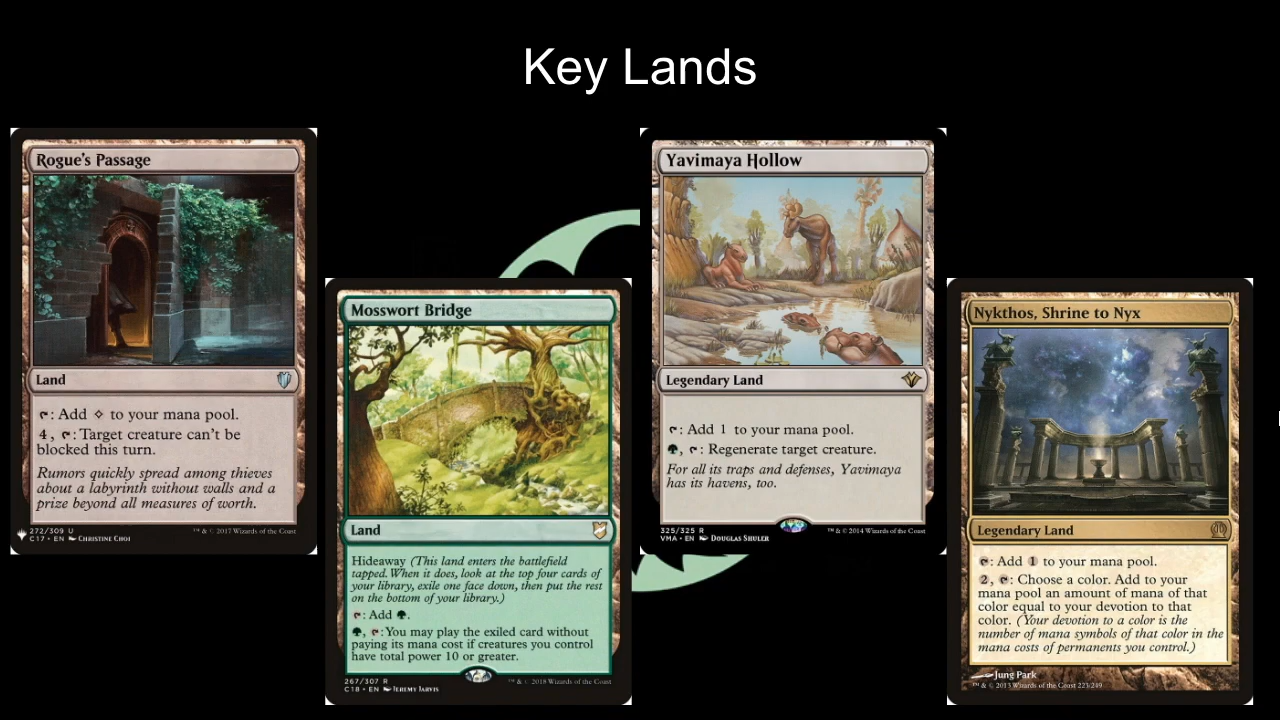 Key Lands
Rogue's Passage
Land
: Add to your mana pool.
4, : Target creature can't be
blocked this turn.
Rumors quickly spread among thieves
about a labyrinth without walls and a
prize beyond all measures of worth.
272/309 U
C17 • EN Christine Choi
™ & © 2017 Wizards of the Coast
Mosswort Bridge
Land
Hideaway (This land enters the battlefield
tapped. When it does, look at the top four cards of
your library, exile one face down, then put the rest
on the bottom of your library.)
: Add .
, : You may play the exiled card without
paying its mana cost if creatures you control
have total power 10 or greater.
267/307 R
C18 • EN Jeremy Jarvis
™ & © 2018 Wizards of the Coast
Yavimaya Hollow
Legendary Land
: Add 1 to your mana pool.
, : Regenerate target creature.
For all its traps and defenses, Yavimaya
has its havens, too.
325/325 R
VMA • EN Douglas Shuler
™ & © 2014 Wizards of the Coast
Nykthos, Shrine to Nyx
Legendary Land
: Add 1 to your mana pool.
2, : Choose a color. Add to your
mana pool an amount of mana of that
color equal to your devotion to that
color. (Your devotion to a color is the
number of mana symbols of that color in the
mana costs of permanents you control.)
Jung Park
™ & © 2013 Wizards of the Coast 223/249